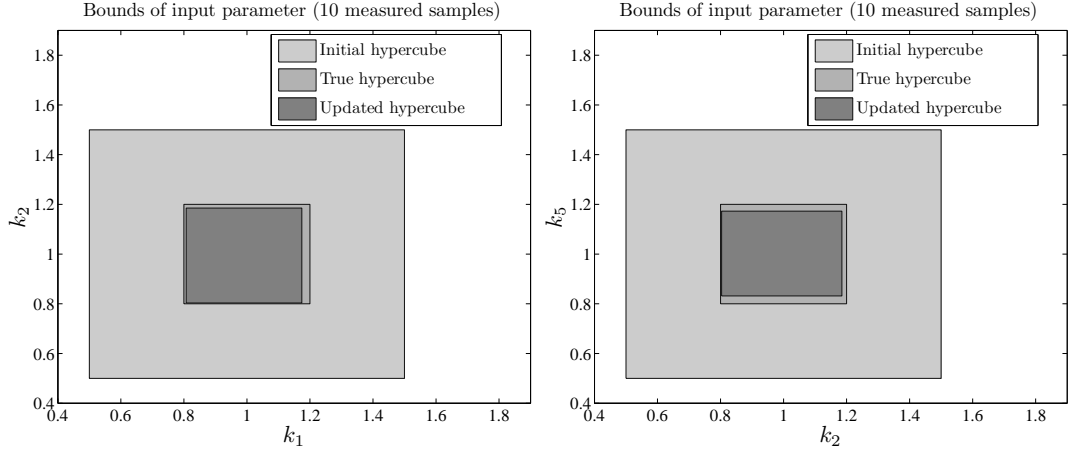 Bounds of input parameter (10 measured samples)
Initial hypercube
True hypercube
Updated hypercube
1.8
1.6
1.4
1.2
1
0.8
0.6
0.4
k2
0.4 0.6 0.8 1 1.2 1.4 1.6 1.8
k1
Bounds of input parameter (10 measured samples)
Initial hypercube
True hypercube
Updated hypercube
1.8
1.6
1.4
1.2
1
0.8
0.6
0.4
k5
0.4 0.6 0.8 1 1.2 1.4 1.6 1.8
k2